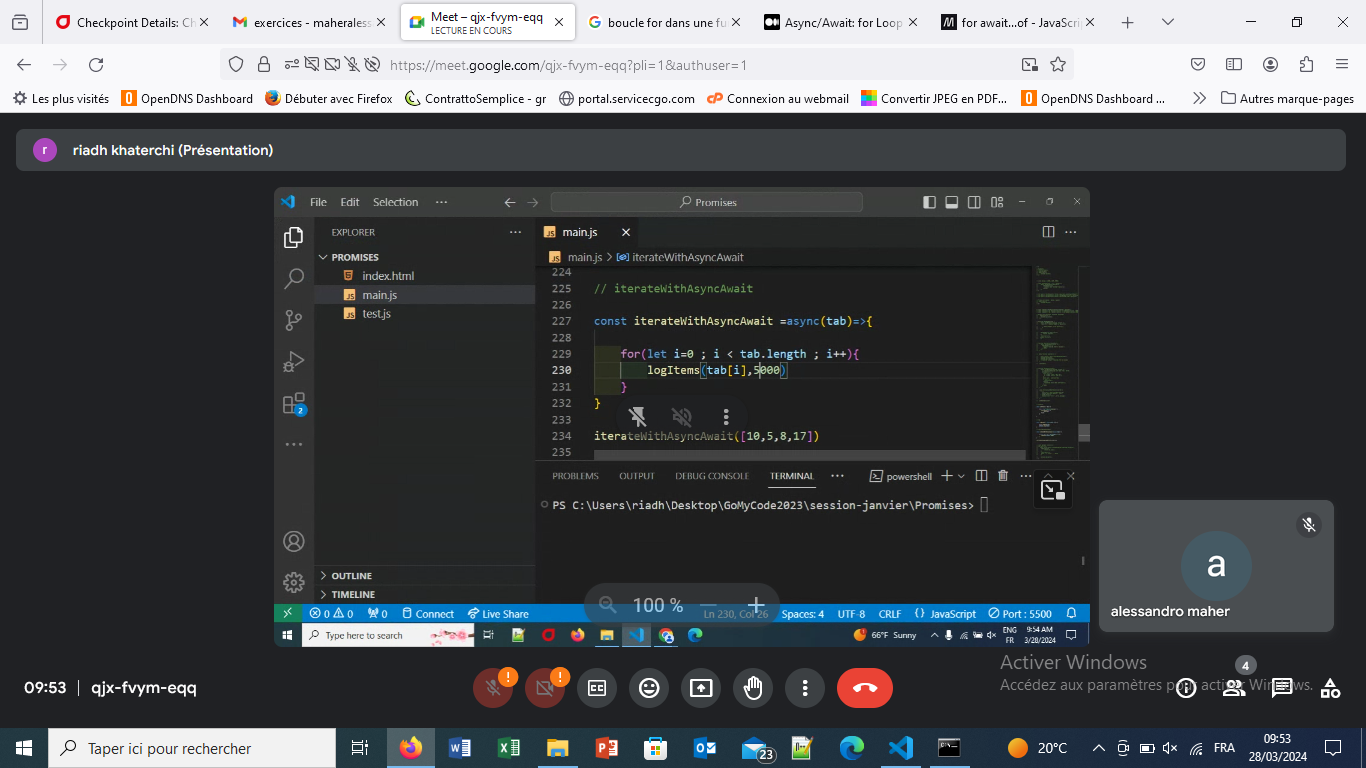 Checkpoint Details: Ch
exercices - maheraless
Meet – qjx-fvym-eqq
LECTURE EN COURS
boucle for dans une fu
Async/Await: for Loop
for await...of - JavaScri
https://meet.google.com/qjx-fvym-eqq?pli=1&authuser=1
Les plus visités
OpenDNS Dashboard
Débuter avec Firefox
ContrattoSemplice - gr
portal.servicecgo.com
Connexion au webmail
Convertir JPEG en PDF...
OpenDNS Dashboard ...
Autres marque-pages
r
riadh khaterchi (Présentation)
File Edit Selection ···
Promises
EXPLORER
PROMISES
index.html
main.js
test.js
OUTLINE
TIMELINE
main.js
main.js > iterateWithAsyncAwait
224
225 // iterateWithAsyncAwait
226
227 const iterateWithAsyncAwait =async(tab)=>{
228
229 for(let i=0 ; i < tab.length ; i++){
230 logItems(tab[i],5000)
231 }
232 }
233
234 iterateWithAsyncAwait([10,5,8,17])
235
PROBLEMS OUTPUT DEBUG CONSOLE TERMINAL ··· powershell
PS C:\Users\riadh\Desktop\GoMyCode2023\session-janvier\Promises>
2
100 %
0 0 0 Connect Live Share Ln 230, Col 26 Spaces: 4 UTF-8 CRLF {} JavaScript Port : 5500
Type here to search
66°F Sunny
ENG
FR
9:54 AM
3/28/2024
a
alessandro maher
09:53 | qjx-fvym-eqq
4
Activer Windows
Accédez aux paramètres pour activer Windows.
Taper ici pour rechercher
23
20°C
FRA
09:53
28/03/2024